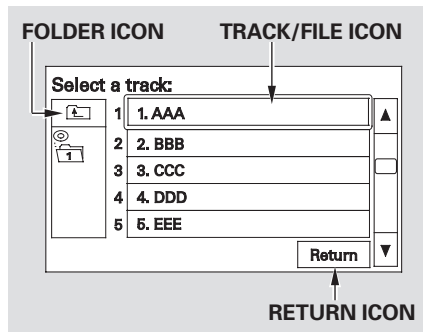 FOLDER ICON TRACK/FILE ICON
Select a track:
1 1. AAA
1 2 2. BBB
3 3. CCC
4 4. DDD
5 5. EEE
Return
RETURN ICON